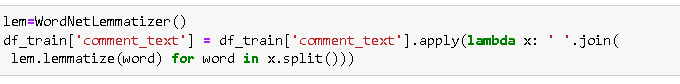 lem=WordNetLemmatizer()
df_train['comment_text'] = df_train['comment_text'].apply(lambda x: ' '.join(
lem.lemmatize(word) for word in x.split()))